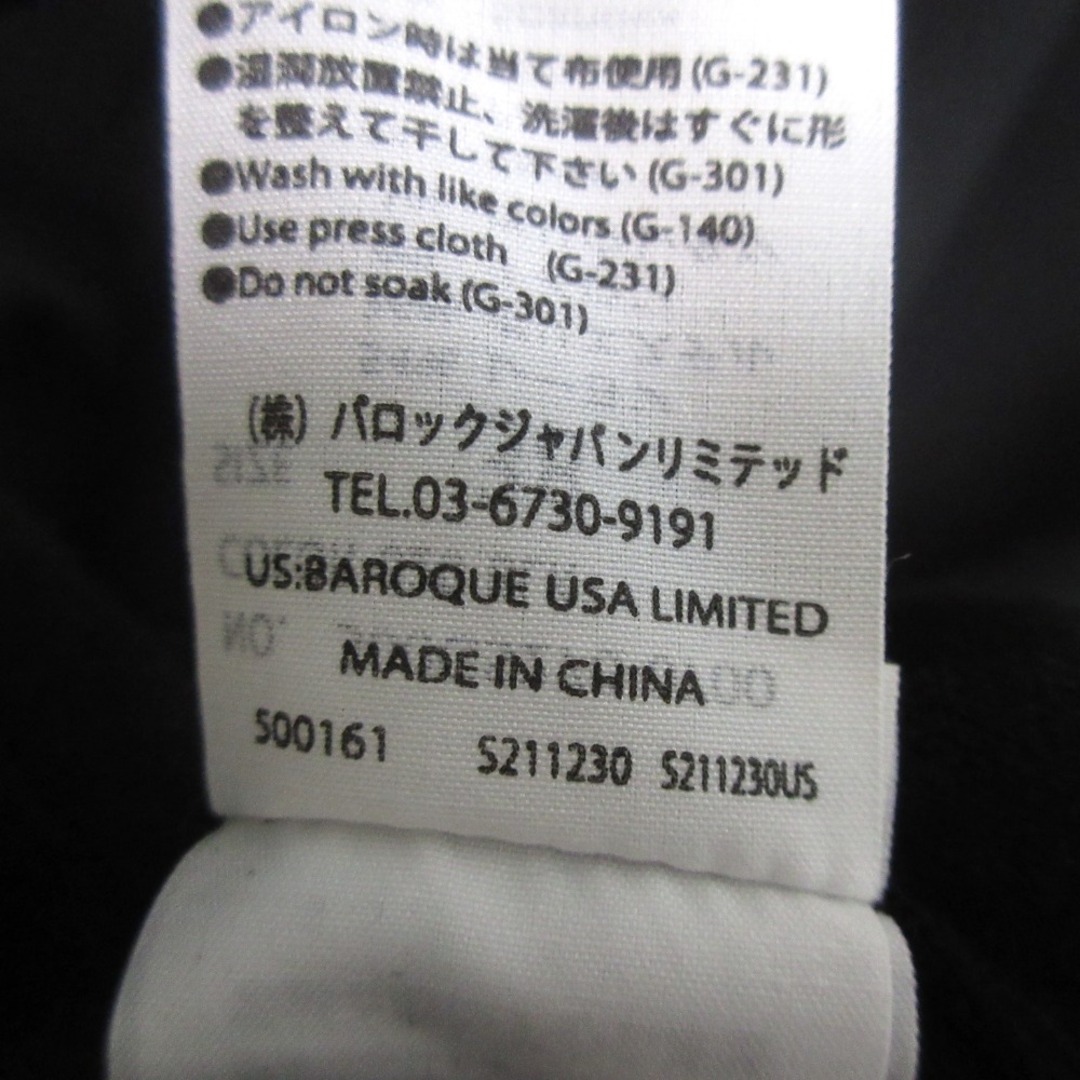 ●アイロン時は当て布使用 (G-231)
●湿潤放置禁止、洗濯後はすぐに形
を整えて干して下さい (G-301)
●Wash with like colors (G-140)
●Use press cloth (G-231)
●Do not soak (G-301)
(株) バロックジャパンリミテッド
TEL.03-6730-9191
US:BAROQUE USA LIMITED
MADE IN CHINA
500161 S211230 S211230US